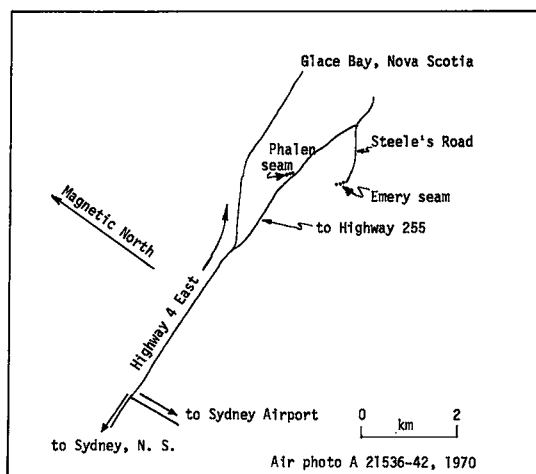 Glace Bay, Nova Scotia
Phalen
seam
Steele's Road
Emery seam
to Highway 255
Magnetic North
Highway 4 East
to Sydney Airport
to Sydney, N. S.
0 2
km
Air photo A 21536-42, 1970